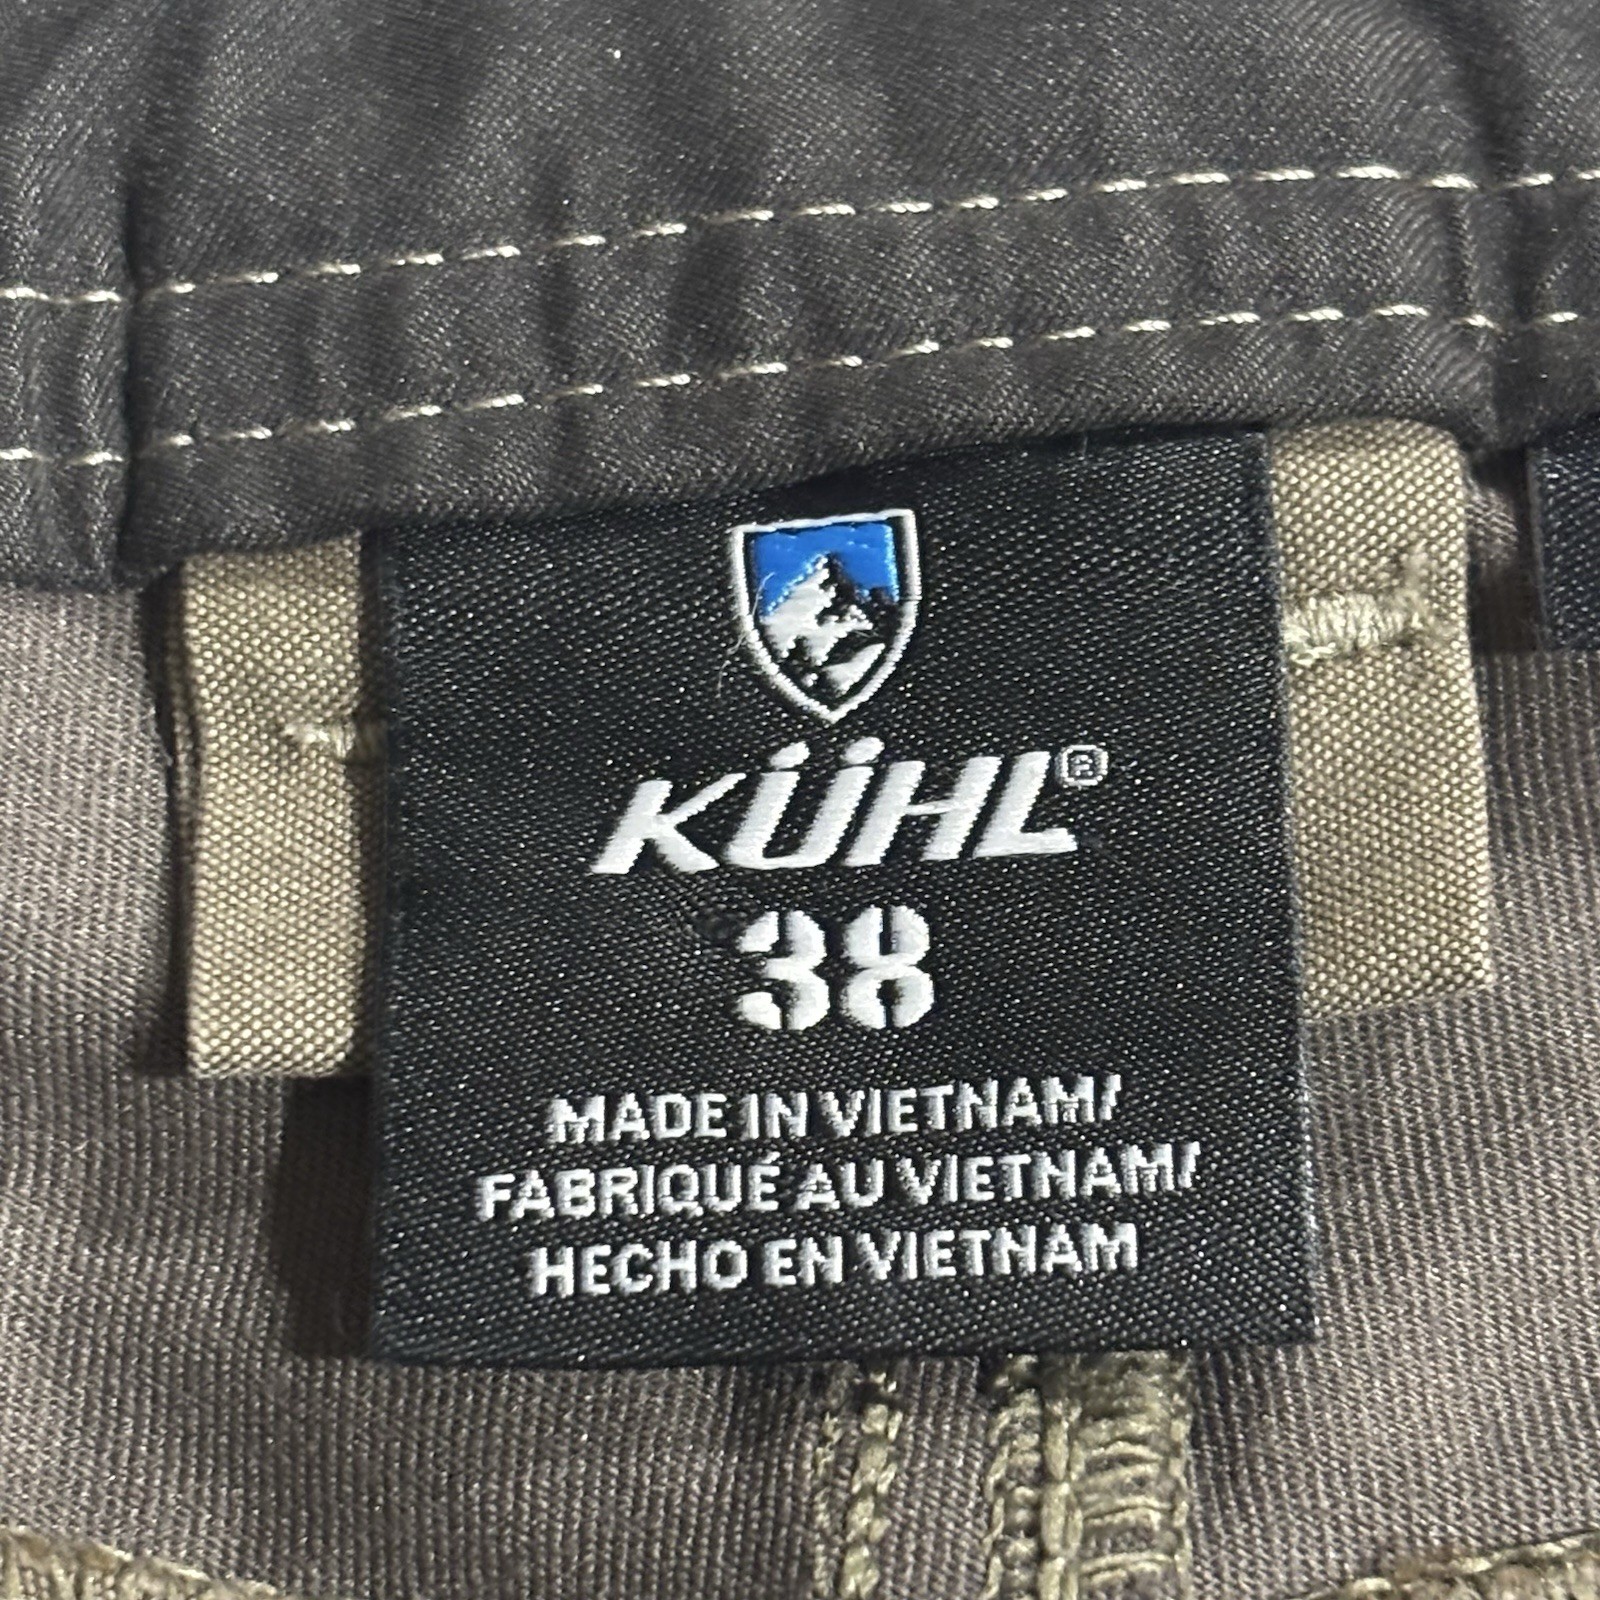 KÜHL®
38
MADE IN VIETNAM/
FABRIQUÉ AU VIETNAM/
HECHO EN VIETNAM